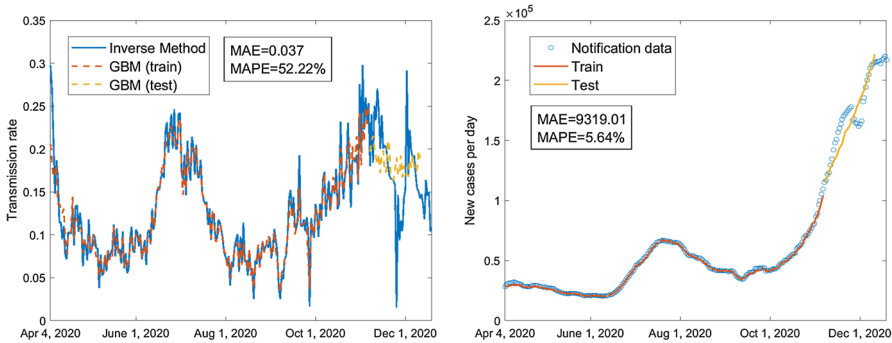 0.35
0.3
0.25
0.2
0.15
0.1
0.05
0
Transmission rate
Inverse Method
GBM (train)
GBM (test)
MAE=0.037
MAPE=52.22%
Apr 4, 2020
June 1, 2020
Aug 1, 2020
Oct 1, 2020
Dec 1, 2020
×10⁵
2.5
2
1.5
1
0.5
0
New cases per day
Notification data
Train
Test
MAE=9319.01
MAPE=5.64%
Apr 4, 2020
June 1, 2020
Aug 1, 2020
Oct 1, 2020
Dec 1, 2020